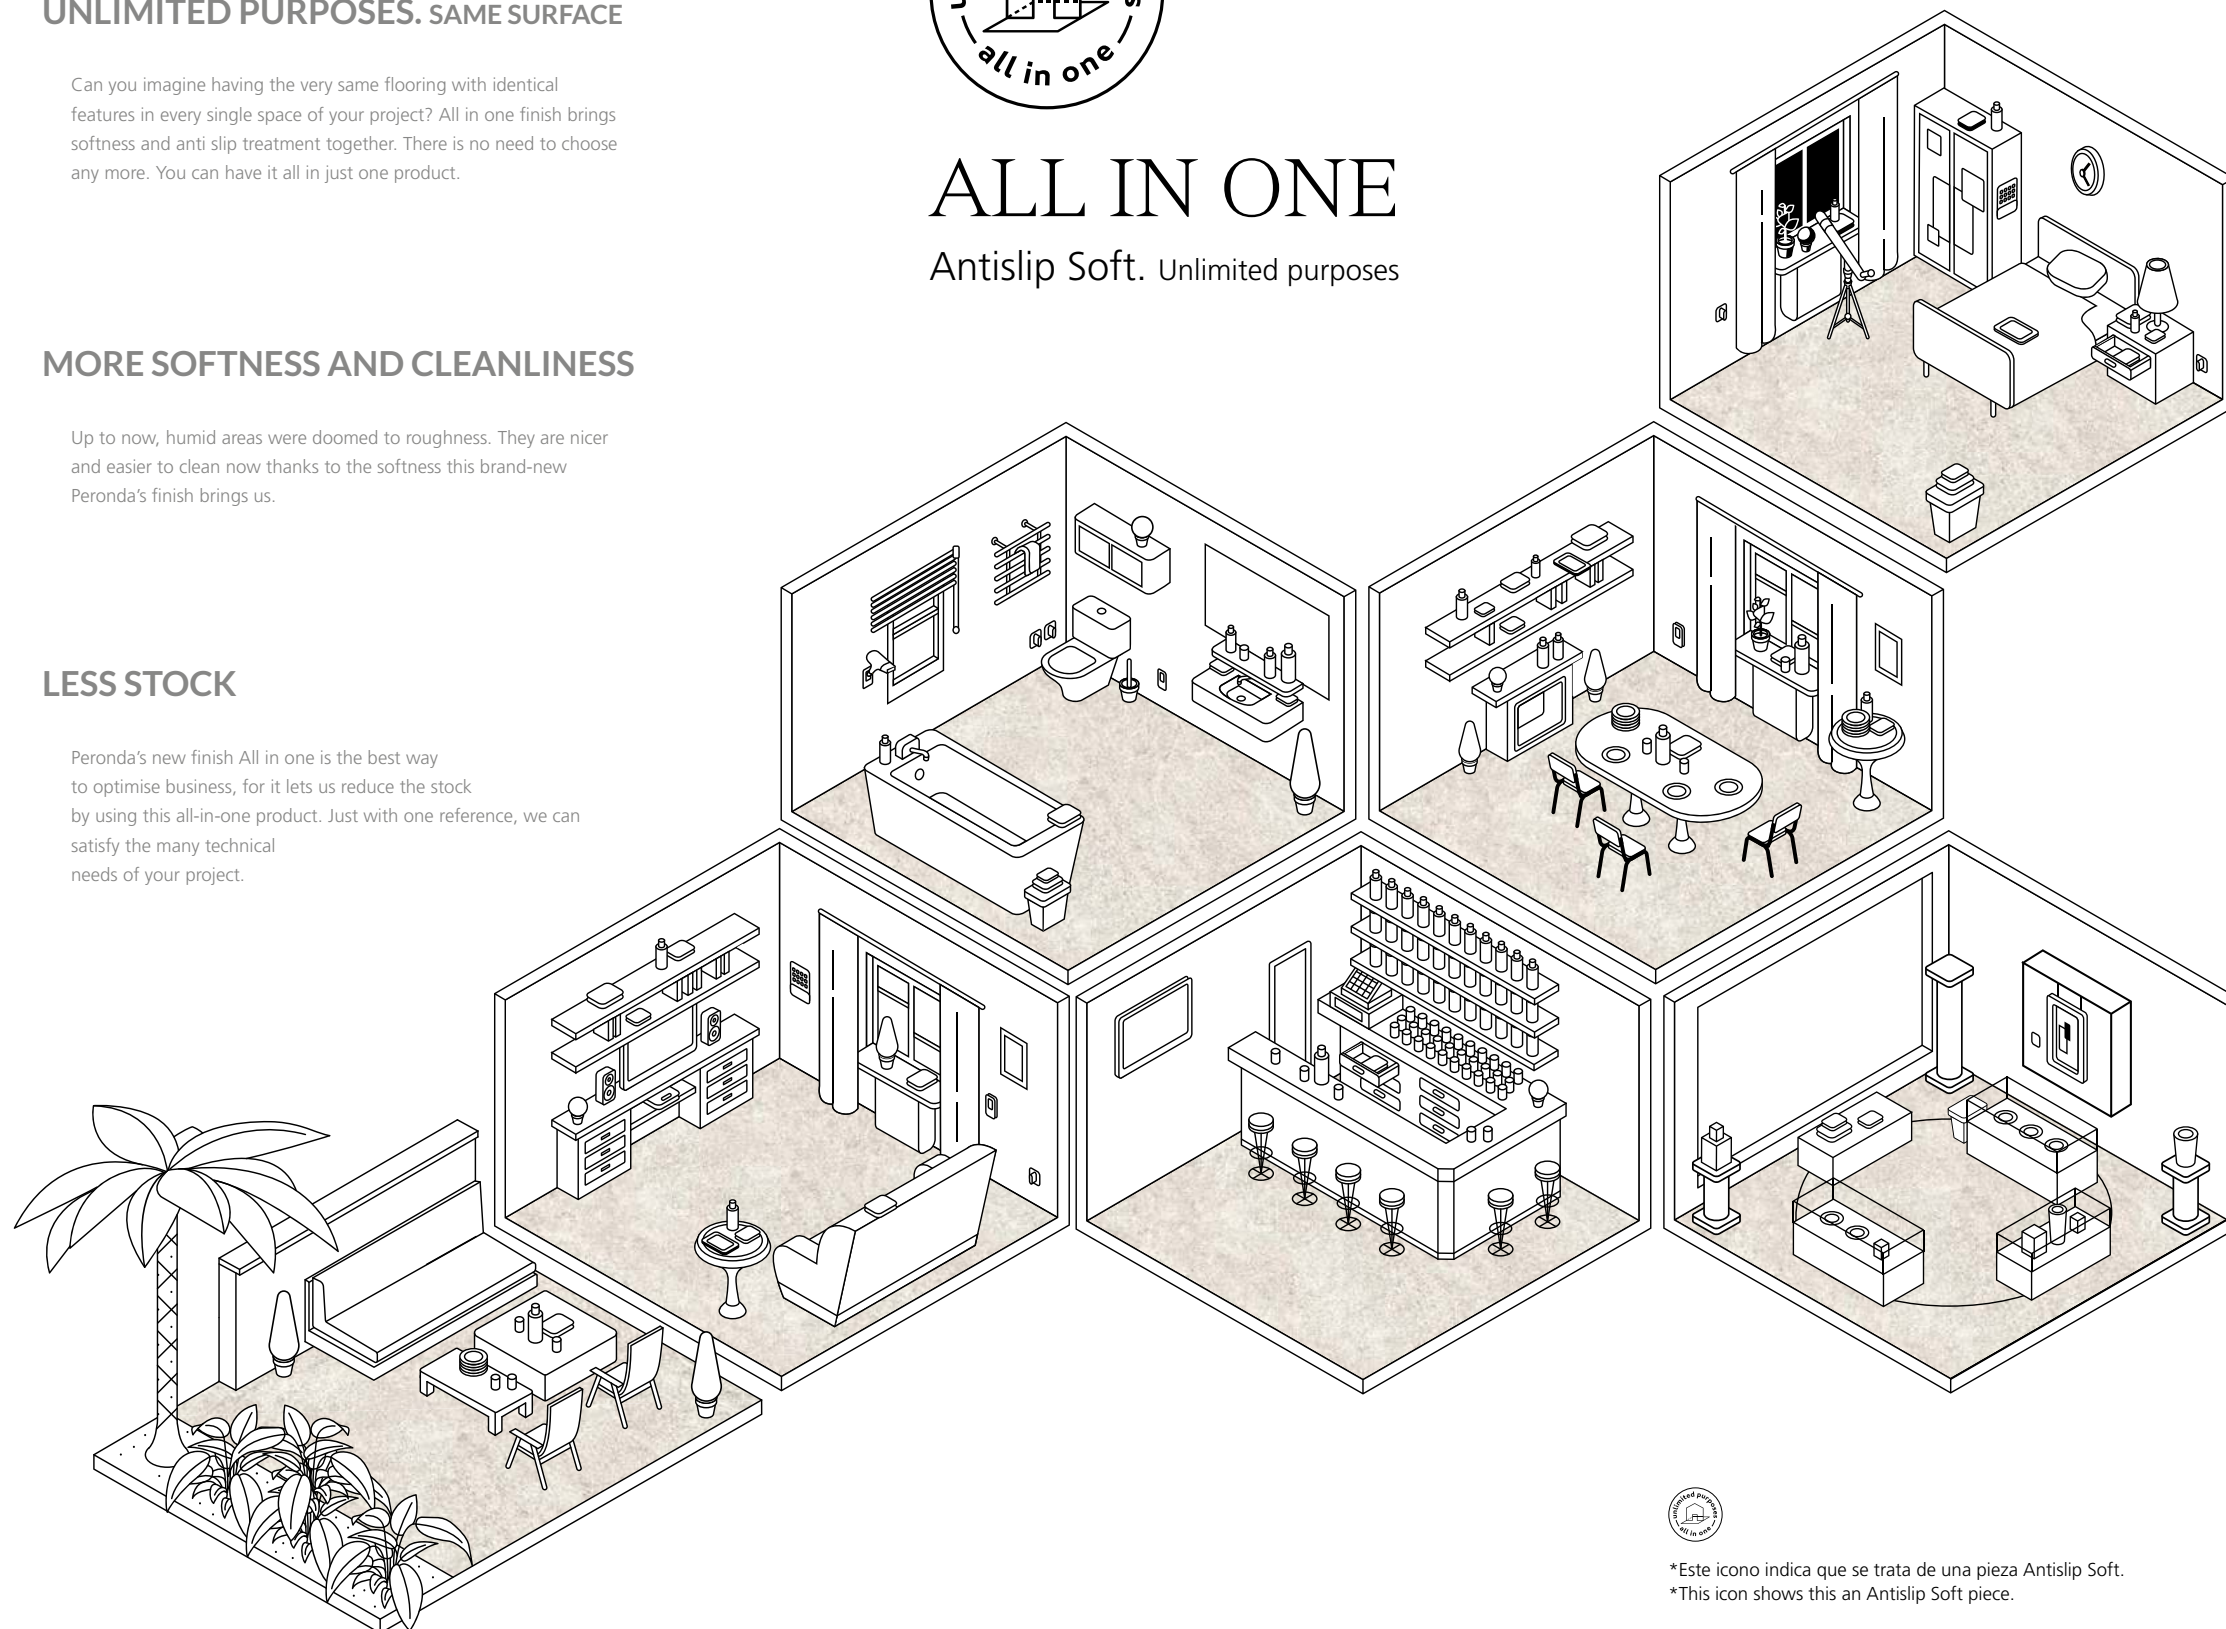 UNLIMITED PURPOSES. SAME SURFACE
Can you imagine having the very same flooring with identical
features in every single space of your project? All in one finish brings
softness and anti slip treatment together. There is no need to choose
any more. You can have it all in just one product.
all in one
ALL IN ONE
Antislip Soft. Unlimited purposes
MORE SOFTNESS AND CLEANLINESS
Up to now, humid areas were doomed to roughness. They are nicer
and easier to clean now thanks to the softness this brand-new
Peronda's finish brings us.
LESS STOCK
Peronda's new finish All in one is the best way
to optimise business, for it lets us reduce the stock
by using this all-in-one product. Just with one reference, we can
satisfy the many technical
needs of your project.
unlimited purposes
all in one
*Este icono indica que se trata de una pieza Antislip Soft.
*This icon shows this an Antislip Soft piece.